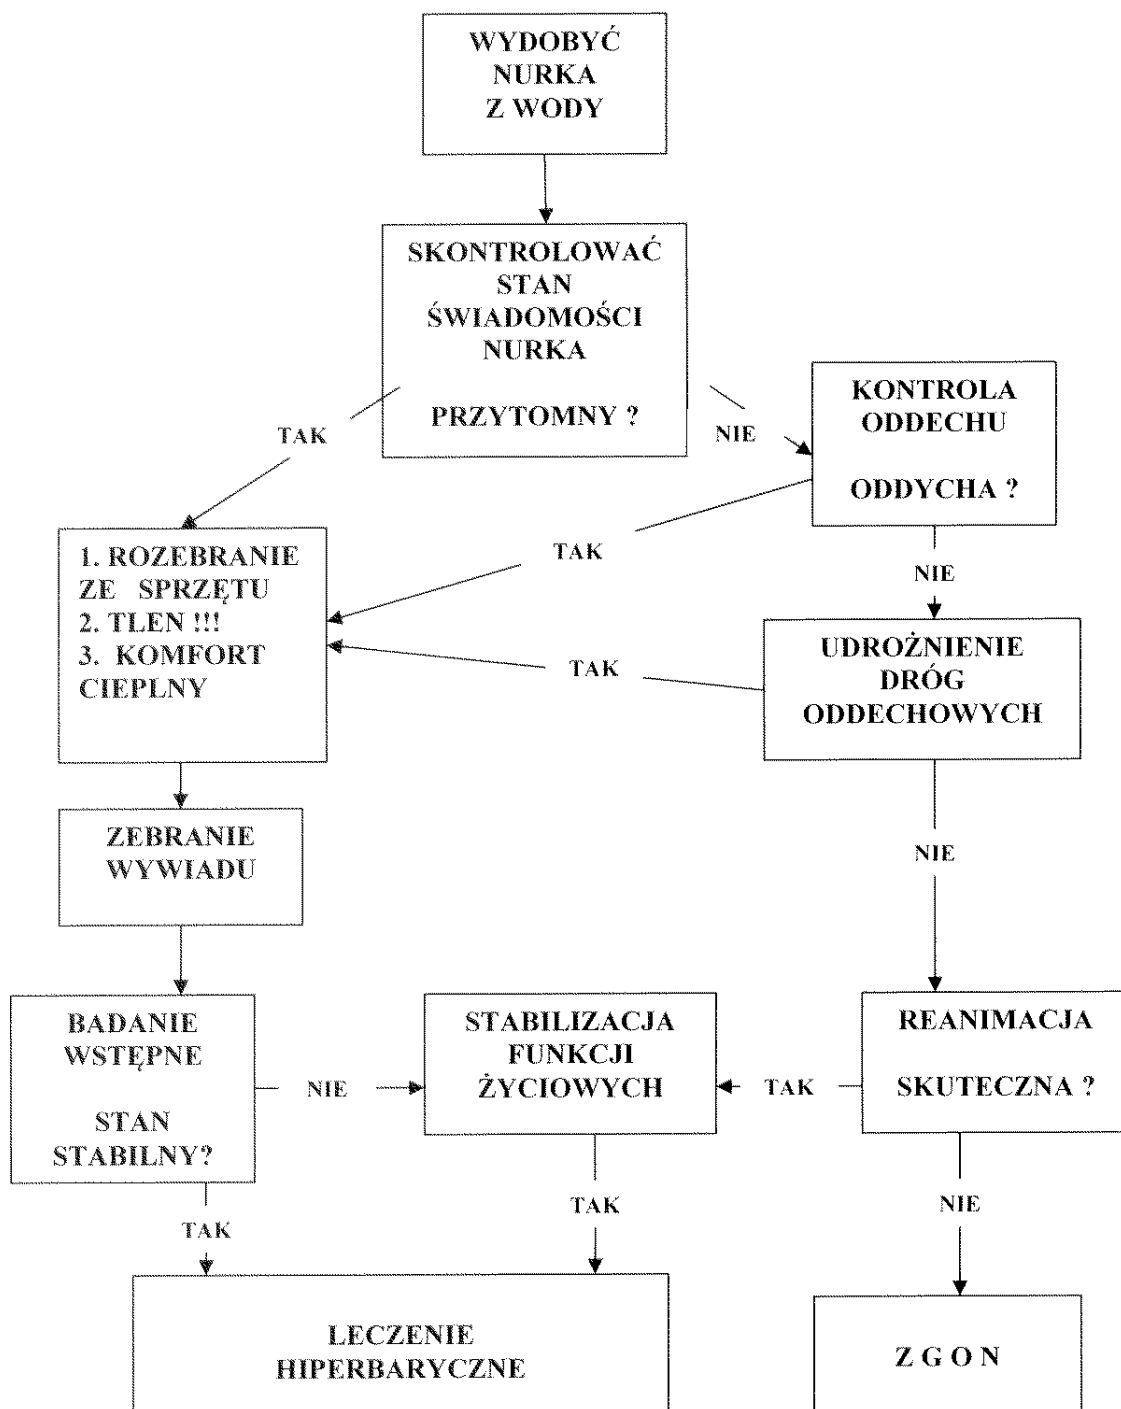 WYDOBYĆ
NURKA
Z WODY
SKONTROLOWAĆ
STAN
ŚWIADOMOŚCI
NURKA
PRZYTOMNY ?
TAK
NIE
KONTROLA
ODDECHU
ODDYCHA ?
TAK
NIE
1. ROZEBRANIE
ZE SPRZĘTU
2. TLEN !!!
3. KOMFORT
CIEPLNY
TAK
UDROŻNIENIE
DRÓG
ODDECHOWYCH
ZEBRANIE
WYWIADU
NIE
BADANIE
WSTĘPNE
STAN
STABILNY?
NIE
STABILIZACJA
FUNKCJI
ŻYCIOWYCH
TAK
REANIMACJA
SKUTECZNA ?
TAK
TAK
NIE
LECZENIE
HIPERBARYCZNE
Z G O N